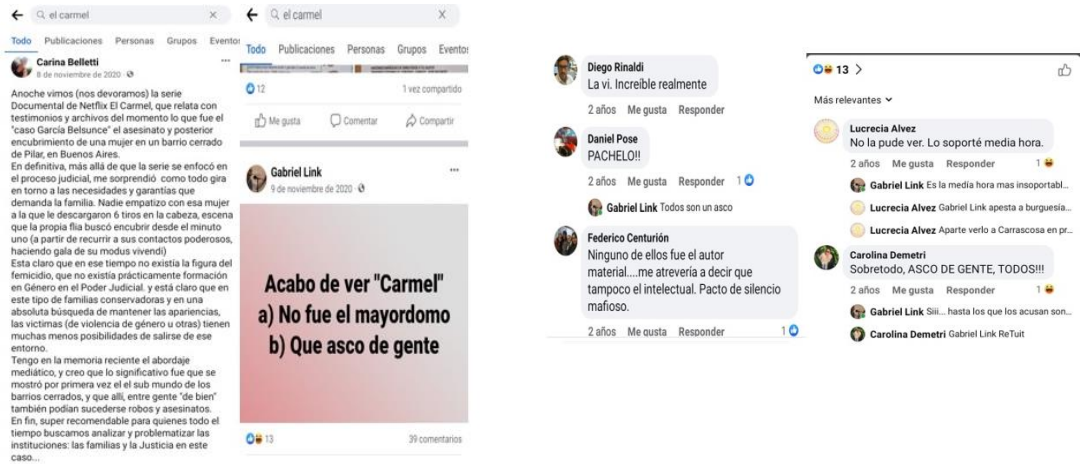 el carmel
Todo Publicaciones Personas Grupos Evento
Carina Belletti
8 de noviembre de 2020
Anoche vimos (nos devoramos) la serie
Documental de Netflix El Carmel, que relata con
testimonios y archivos del momento lo que fue el
"caso García Belsunce" el asesinato y posterior
encubrimiento de una mujer en un barrio cerrado
de Pilar, en Buenos Aires.
En definitiva, más allá de que la serie se enfocó en
el proceso judicial, me sorprendió como todo gira
en torno a las necesidades y garantías que
demanda la familia. Nadie empatizo con esa mujer
a la que le descargaron 6 tiros en la cabeza, escena
que la propia flia buscó encubrir desde el minuto
uno (a partir de recurrir a sus contactos poderosos,
haciendo gala de su modus vivendi)
Esta claro que en ese tiempo no existía la figura del
femicidio, que no existía prácticamente formación
en Género en el Poder Judicial. y está claro que en
este tipo de familias conservadoras y en una
absoluta búsqueda de mantener las apariencias,
las victimas (de violencia de género u otras) tienen
muchas menos posibilidades de salirse de ese
entorno.
Tengo en la memoria reciente el abordaje
mediático, y creo que lo significativo fue que se
mostró por primera vez el el sub mundo de los
barrios cerrados, y que allí, entre gente "de bien"
también podían sucederse robos y asesinatos.
En fin, super recomendable para quienes todo el
tiempo buscamos analizar y problematizar las
instituciones: las familias y la Justicia en este
caso...
el carmel X
Todo Publicaciones Personas Grupos Evento
12 1 vez compartido
Me gusta Comentar Compartir
Gabriel Link
9 de noviembre de 2020
Acabo de ver "Carmel"
a) No fue el mayordomo
b) Que asco de gente
13 39 comentarios
Diego Rinaldi
La vi. Increíble realmente
2 años Me gusta Responder
Daniel Pose
PACHELO!!
2 años Me gusta Responder 1
Gabriel Link Todos son un asco
Federico Centurión
Ninguno de ellos fue el autor
material....me atrevería a decir que
tampoco el intelectual. Pacto de silencio
mafioso.
2 años Me gusta Responder 1
13
Más relevantes
Lucrecia Alvez
No la pude ver. Lo soporté media hora.
2 años Me gusta Responder 1
Gabriel Link Es la medía hora mas insoportabl...
Lucrecia Alvez Gabriel Link apesta a burguesía...
Lucrecia Alvez Aparte verlo a Carrascosa en pr...
Carolina Demetri
Sobretodo, ASCO DE GENTE, TODOS!!!
2 años Me gusta Responder 1
Gabriel Link Siii... hasta los que los acusan son...
Carolina Demetri Gabriel Link ReTuit